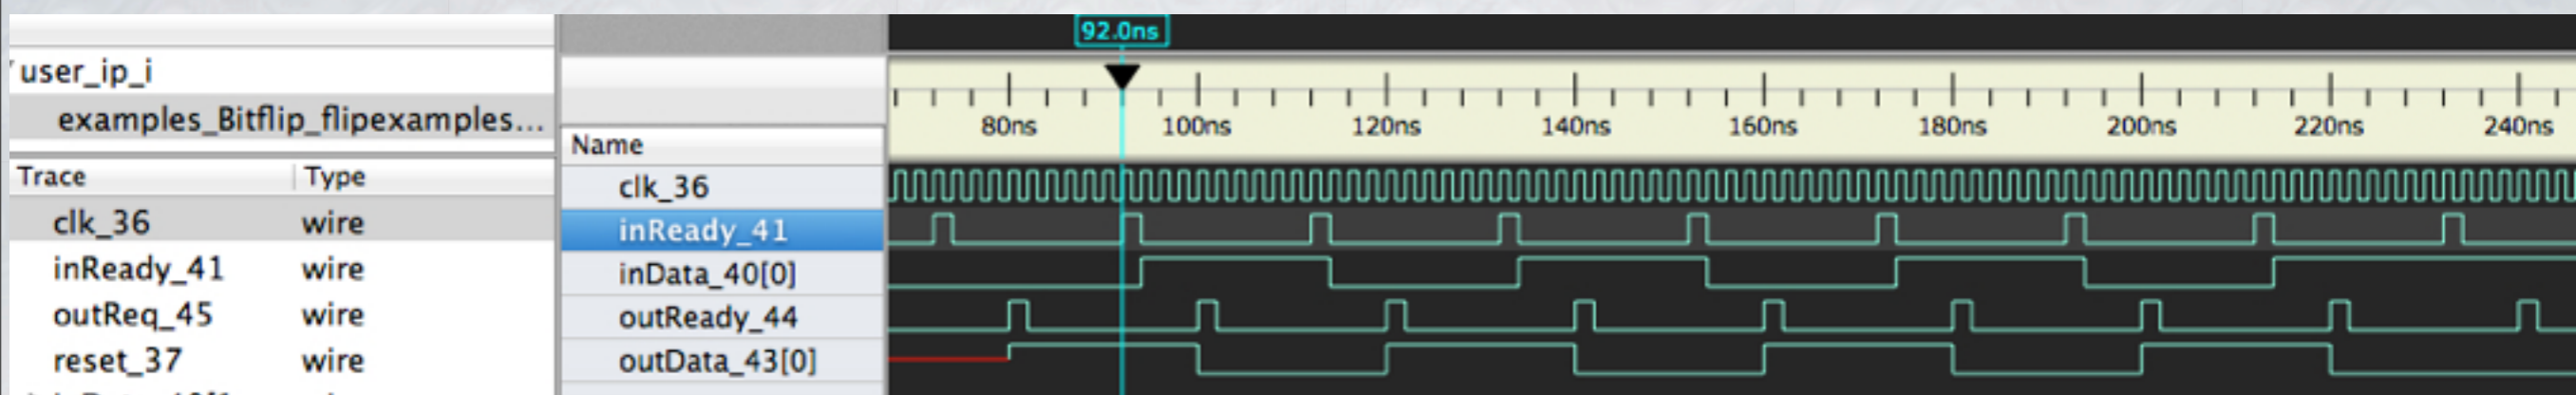 92.0ns
user_ip_i
examples_Bitflip_flipexamples...
80ns 100ns 120ns 140ns 160ns 180ns 200ns 220ns 240ns
Name
Trace Type
clk_36
inReady_41
inData_40[0]
outReady_44
outData_43[0]
clk_36 wire
inReady_41 wire
outReq_45 wire
reset_37 wire